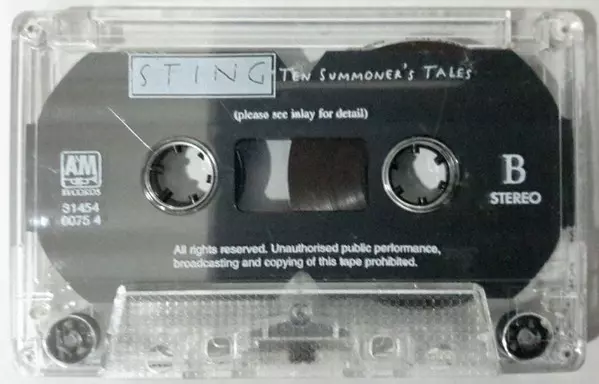 STING TEN SUMMONER'S TALES
(please see inlay for detail)
A&M
RECORDS
31454
0075 4
B
STEREO
All rights reserved. Unauthorised public performance,
broadcasting and copying of this tape prohibited.